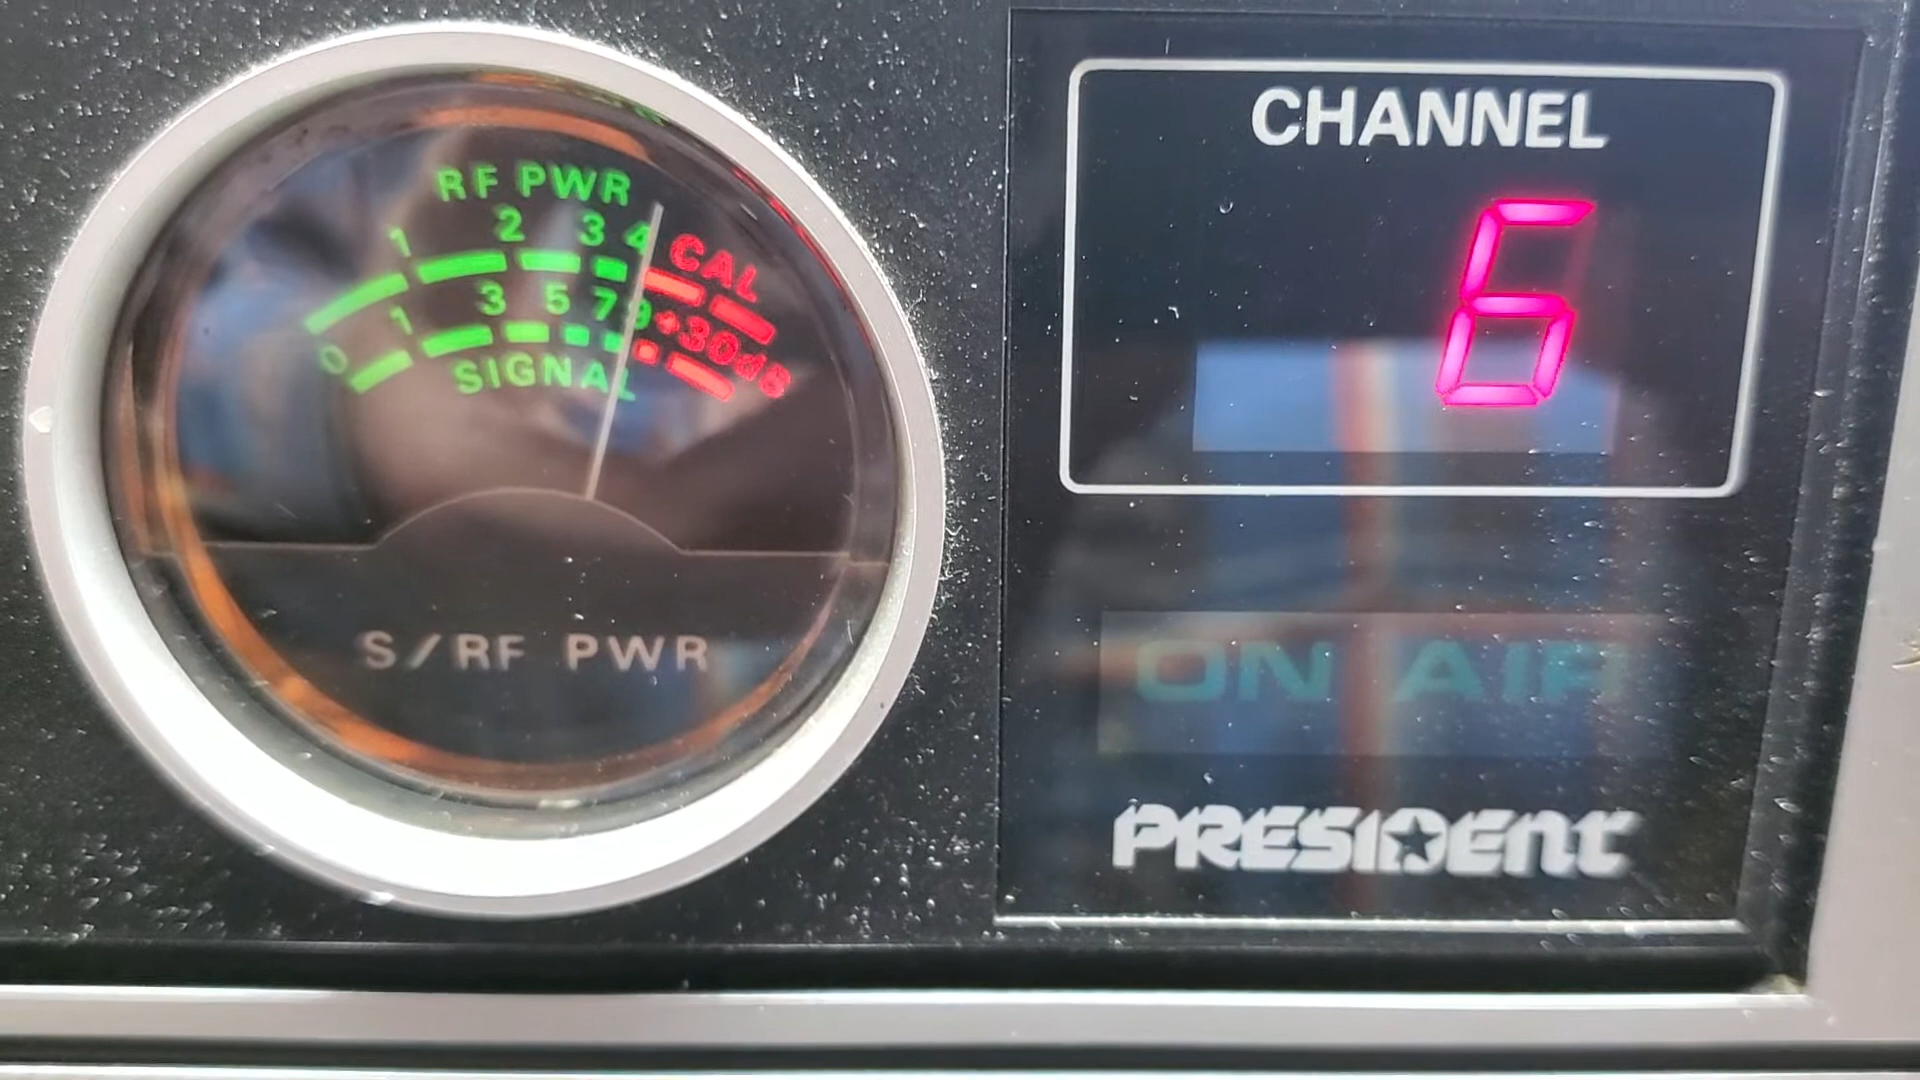 RF PWR
1 2 3 4 CAL
0 1 3 5 7 9 +30dB
SIGNAL
S/RF PWR
CHANNEL
6
ON AIR
PRESIDENT